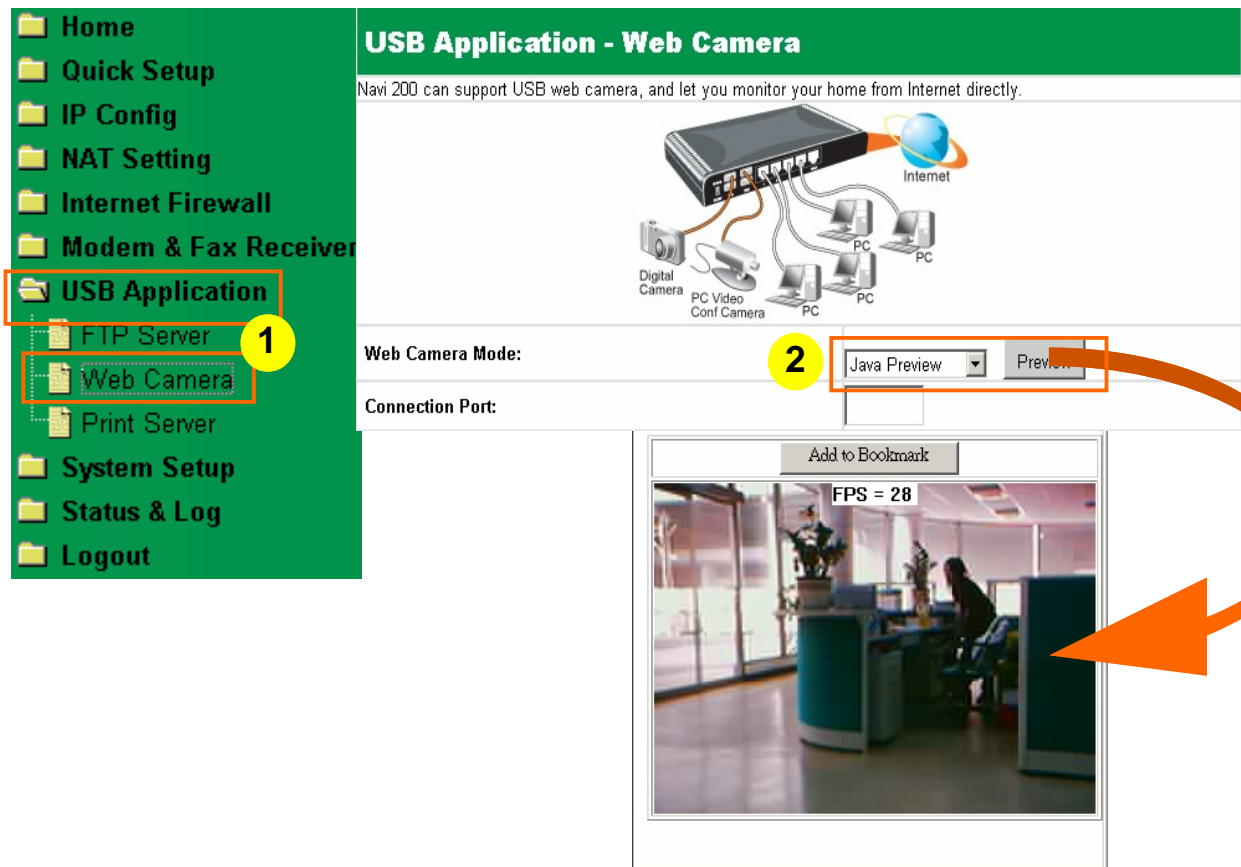 Home
Quick Setup
IP Config
NAT Setting
Internet Firewall
Modem & Fax Receiver
USB Application
FTP Server
1
Web Camera
Print Server
System Setup
Status & Log
Logout
USB Application - Web Camera
Navi 200 can support USB web camera, and let you monitor your home from Internet directly.
Internet
PC
PC
Digital
Camera
PC Video
Conf Camera
PC
PC
Web Camera Mode:
2
Java Preview
Preview
Connection Port:
Add to Bookmark
FPS = 28